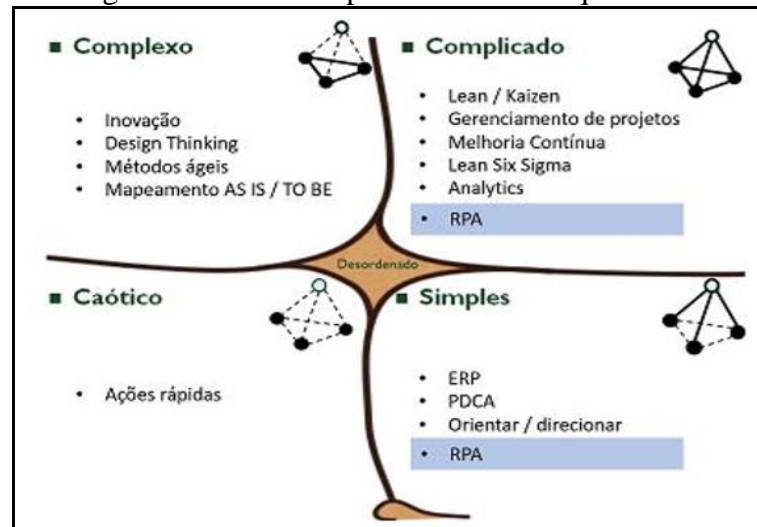 ■ Complexo
• Inovação
• Design Thinking
• Métodos ágeis
• Mapeamento AS IS / TO BE
■ Complicado
• Lean / Kaizen
• Gerenciamento de projetos
• Melhoria Contínua
• Lean Six Sigma
• Analytics
• RPA
Desordenado
■ Caótico
• Ações rápidas
■ Simples
• ERP
• PDCA
• Orientar / direcionar
• RPA